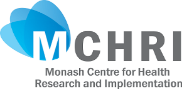 MCHRI
Monash Centre for Health
Research and Implementation